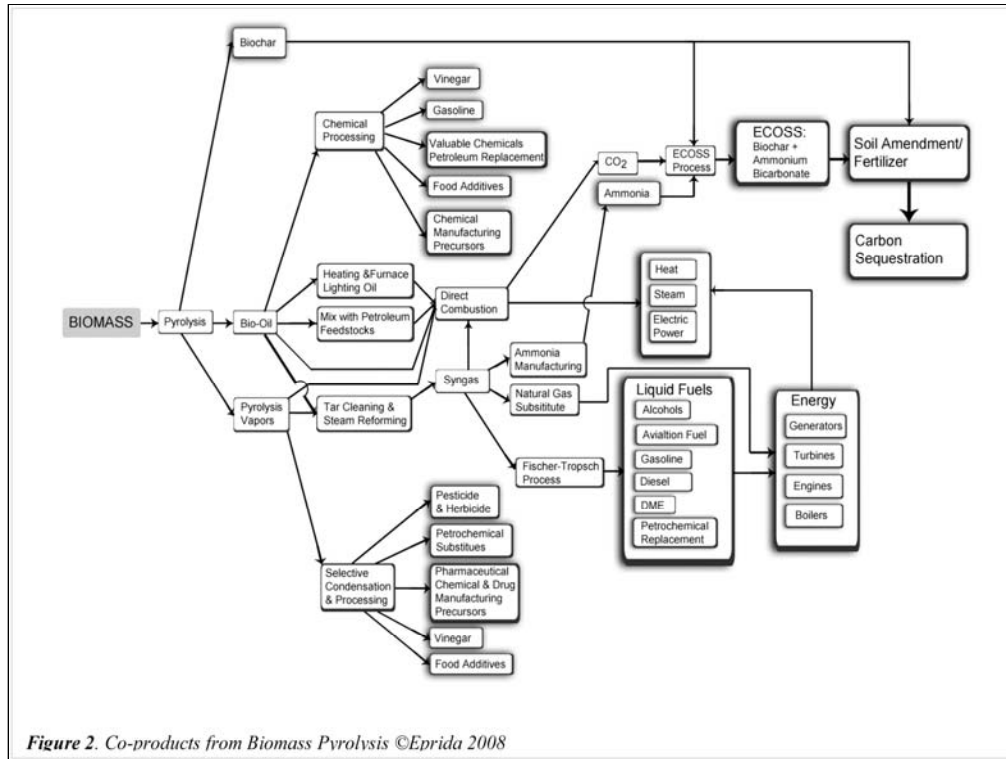 Biochar
Vinegar
Gasoline
Chemical
Processing
Valuable Chemicals
Petroleum Replacement
Food Additives
Chemical
Manufacturing
Precursors
CO2
Ammonia
ECOSS
Process
ECOSS:
Biochar +
Ammonium
Bicarbonate
Soil Amendment/
Fertilizer
Carbon
Sequestration
BIOMASS
Pyrolysis
Bio-Oil
Heating &Furnace
Lighting Oil
Mix with Petroleum
Feedstocks
Direct
Combustion
Heat
Steam
Electric
Power
Pyrolysis
Vapors
Tar Cleaning &
Steam Reforming
Syngas
Ammonia
Manufacturing
Natural Gas
Subsititute
Fischer-Tropsch
Process
Liquid Fuels
Alcohols
Avialtion Fuel
Gasoline
Diesel
DME
Petrochemical
Replacement
Energy
Generators
Turbines
Engines
Boilers
Selective
Condensation
& Processing
Pesticide
& Herbicide
Petrochemical
Substitues
Pharmaceutical
Chemical & Drug
Manufacturing
Precursors
Vinegar
Food Additives
Figure 2. Co-products from Biomass Pyrolysis ©Eprida 2008